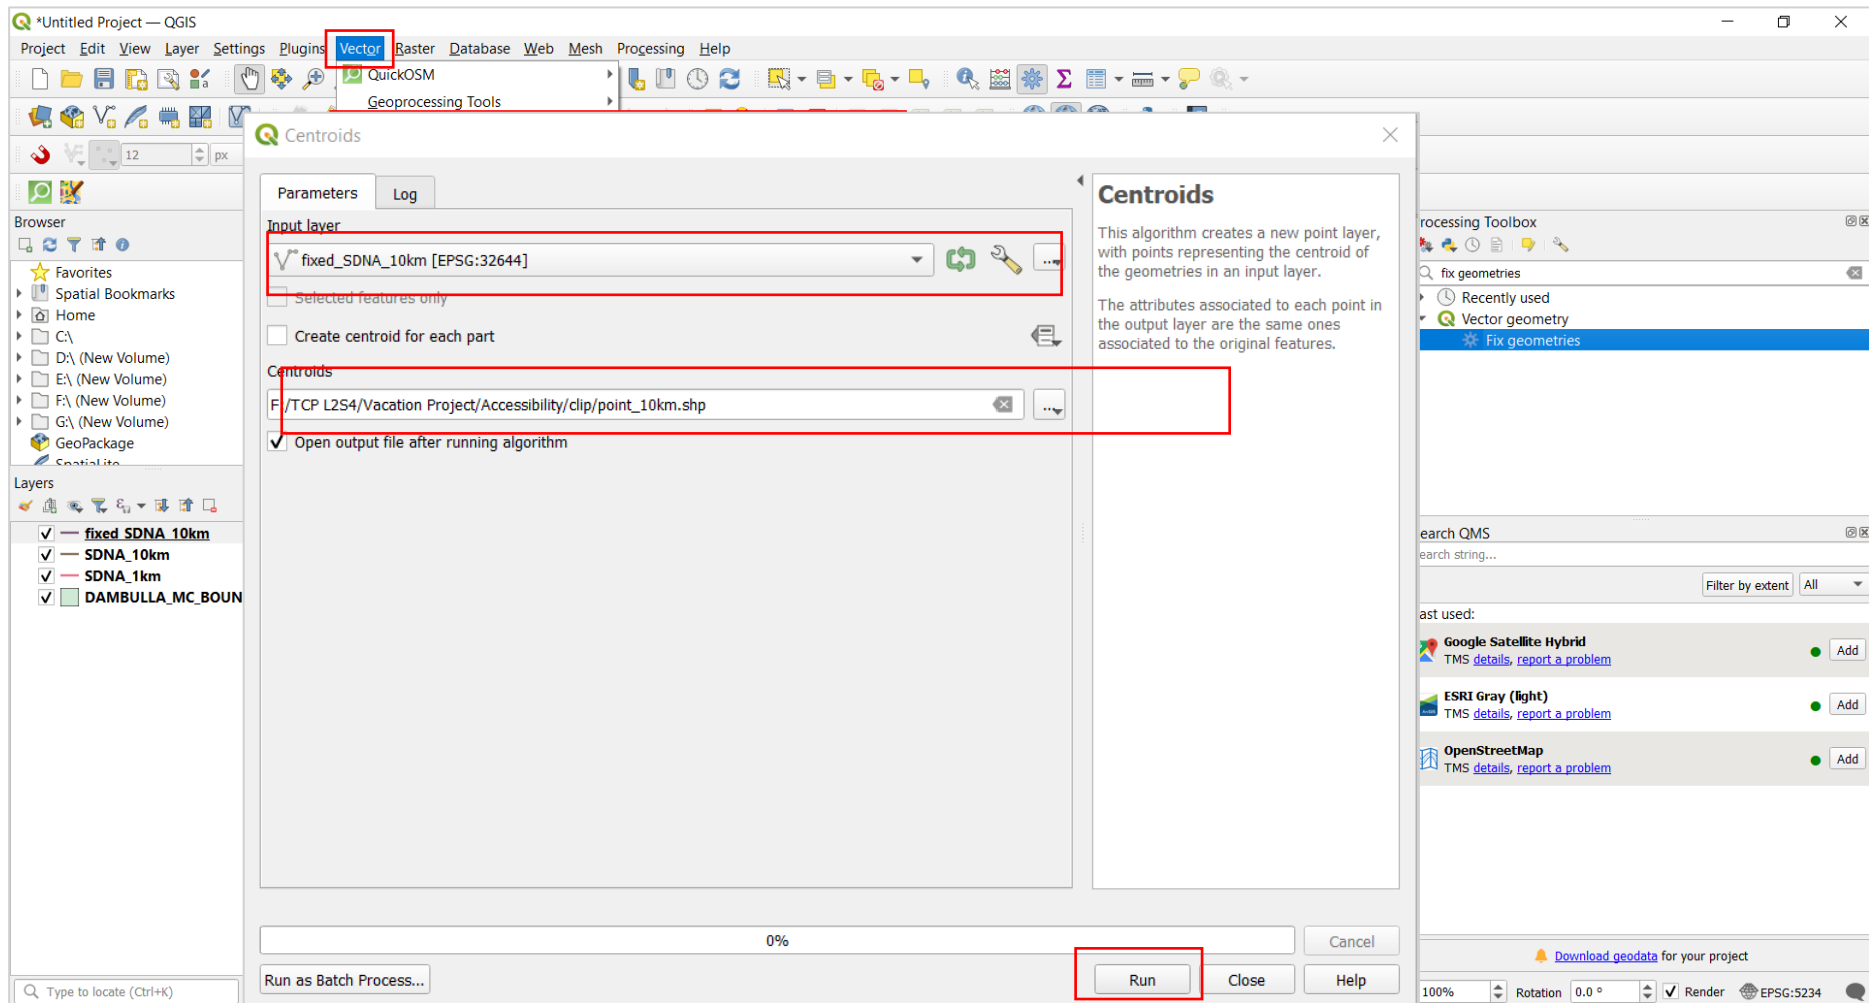 *Untitled Project — QGIS
Project Edit View Layer Settings Plugins Vector Raster Database Web Mesh Processing Help
QuickOSM
Geoprocessing Tools
12 px
Centroids
Parameters Log
Input layer
fixed_SDNA_10km [EPSG:32644]
Selected features only
Create centroid for each part
Centroids
F:/TCP L2S4/Vacation Project/Accessibility/clip/point_10km.shp
Open output file after running algorithm
Centroids
This algorithm creates a new point layer,
with points representing the centroid of
the geometries in an input layer.
The attributes associated to each point in
the output layer are the same ones
associated to the original features.
0%
Cancel
Run as Batch Process...
Run Close Help
Browser
Favorites
Spatial Bookmarks
Home
C:\
D:\ (New Volume)
E:\ (New Volume)
F:\ (New Volume)
G:\ (New Volume)
GeoPackage
SpatiaLite
Layers
fixed_SDNA_10km
SDNA_10km
SDNA_1km
DAMBULLA_MC_BOUN
Type to locate (Ctrl+K)
rocessing Toolbox
fix geometries
Recently used
Vector geometry
Fix geometries
earch QMS
earch string...
Filter by extent All
ast used:
Google Satellite Hybrid
TMS details, report a problem
Add
ESRI Gray (light)
TMS details, report a problem
Add
OpenStreetMap
TMS details, report a problem
Add
Download geodata for your project
100% Rotation 0.0 ° Render EPSG:5234